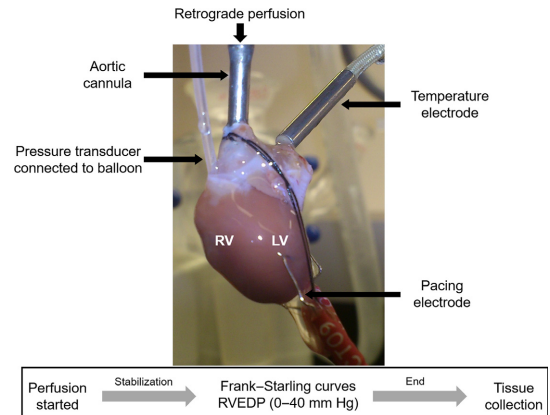 Retrograde perfusion
Aortic
cannula
Temperature
electrode
Pressure transducer
connected to balloon
RV
LV
Pacing
electrode
Perfusion
started
Stabilization
Frank–Starling curves
RVEDP (0–40 mm Hg)
End
Tissue
collection